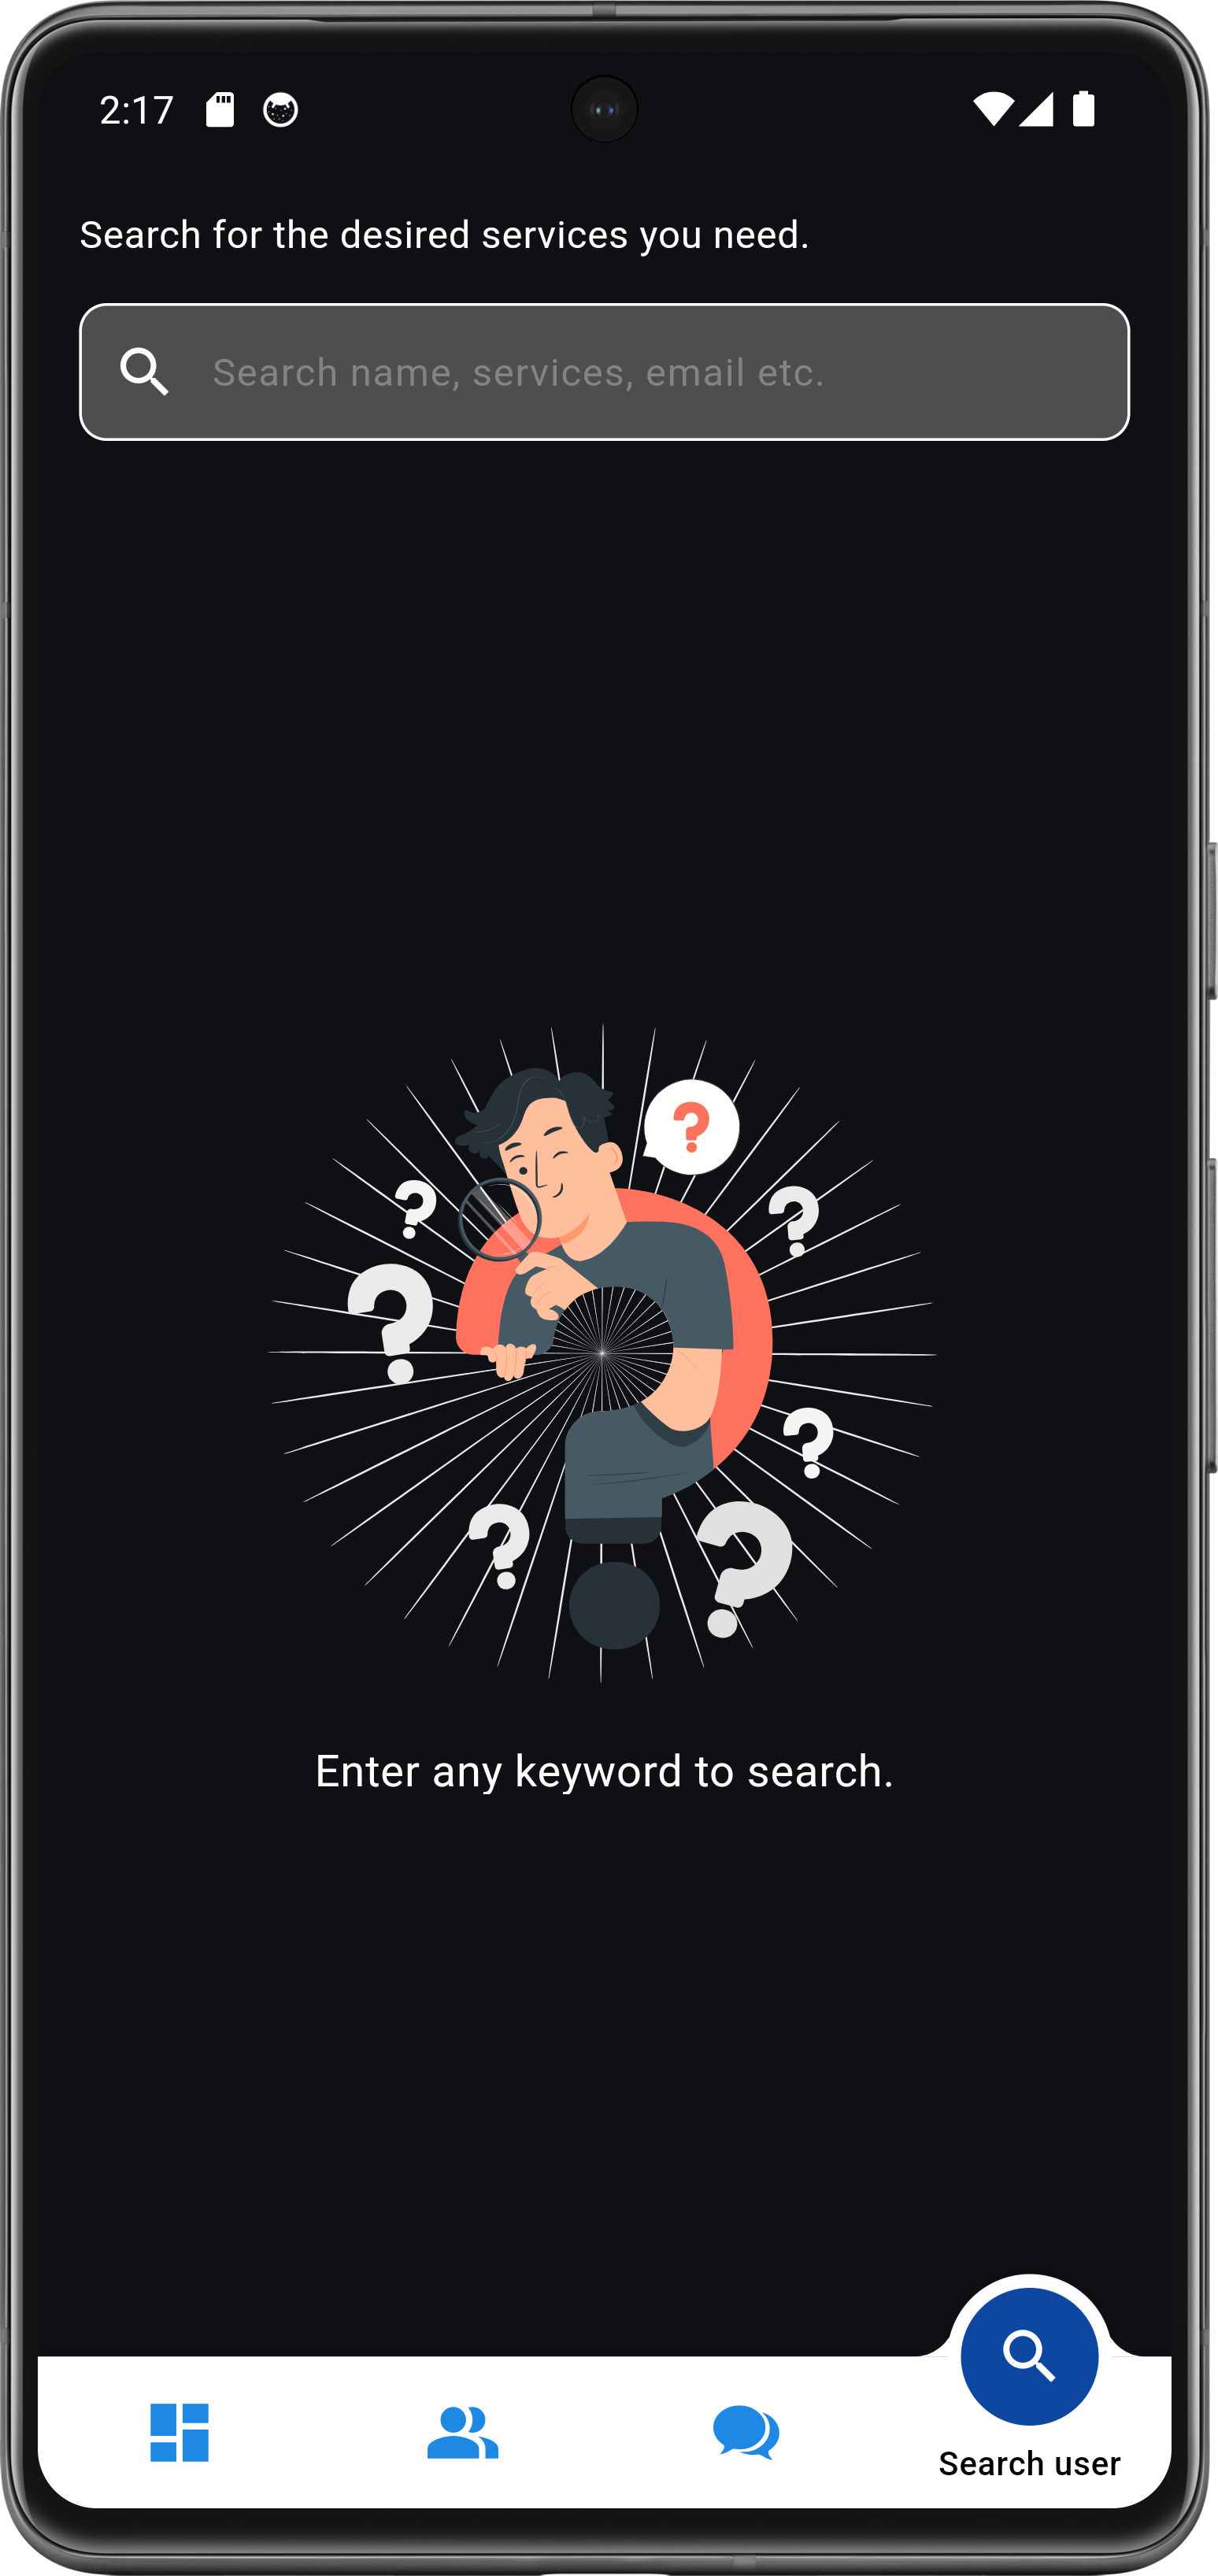 2:17
Search for the desired services you need.
Search name, services, email etc.
?
?
?
?
?
?
?
Enter any keyword to search.
Search user